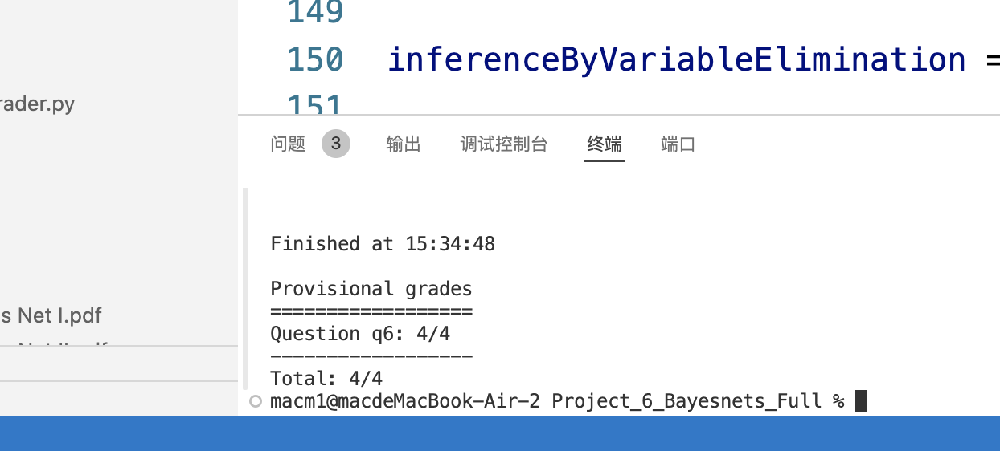 149
150 inferenceByVariableElimination =
151
rader.py
问题 3 输出 调试控制台 终端 端口
Finished at 15:34:48
Provisional grades
==================
s Net I.pdf
Question q6: 4/4
------------------
Total: 4/4
macm1@macdeMacBook-Air-2 Project_6_Bayesnets_Full %